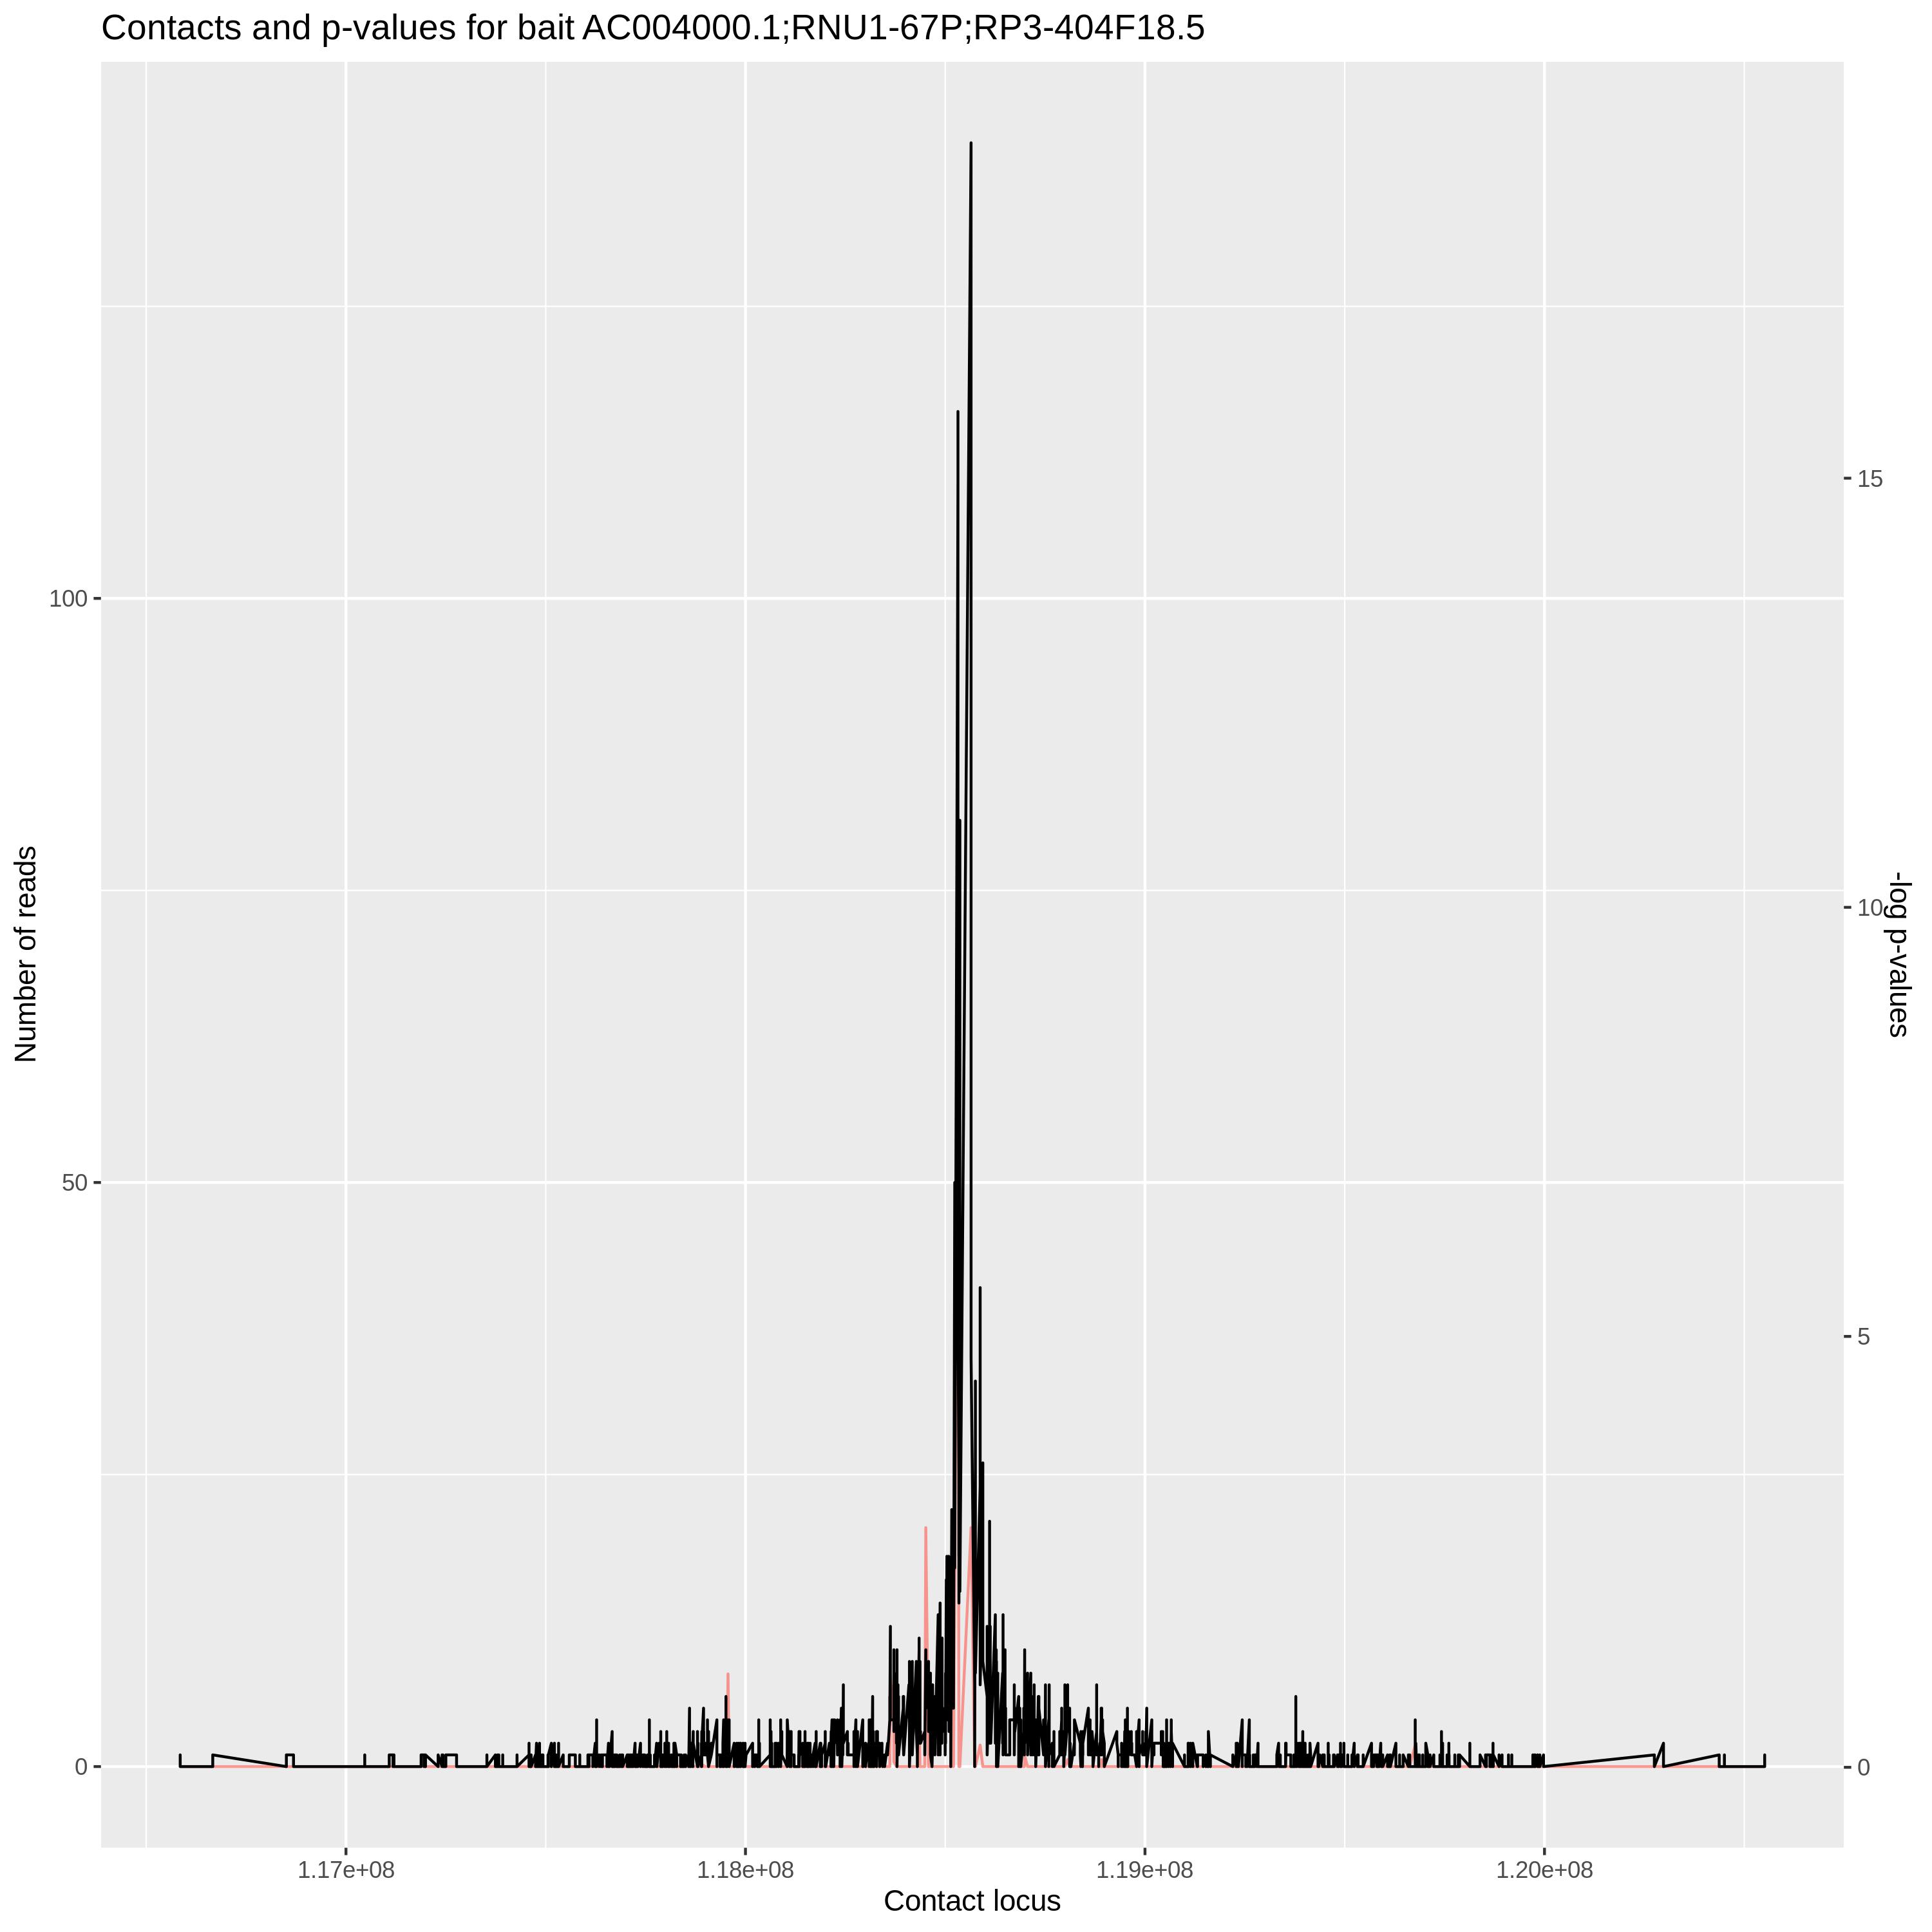 Contacts and p-values for bait AC004000.1;RNU1-67P;RP3-404F18.5
Number of reads
100
50
0
15
10
5
0
-log p-values
1.17e+08
1.18e+08
1.19e+08
1.20e+08
Contact locus